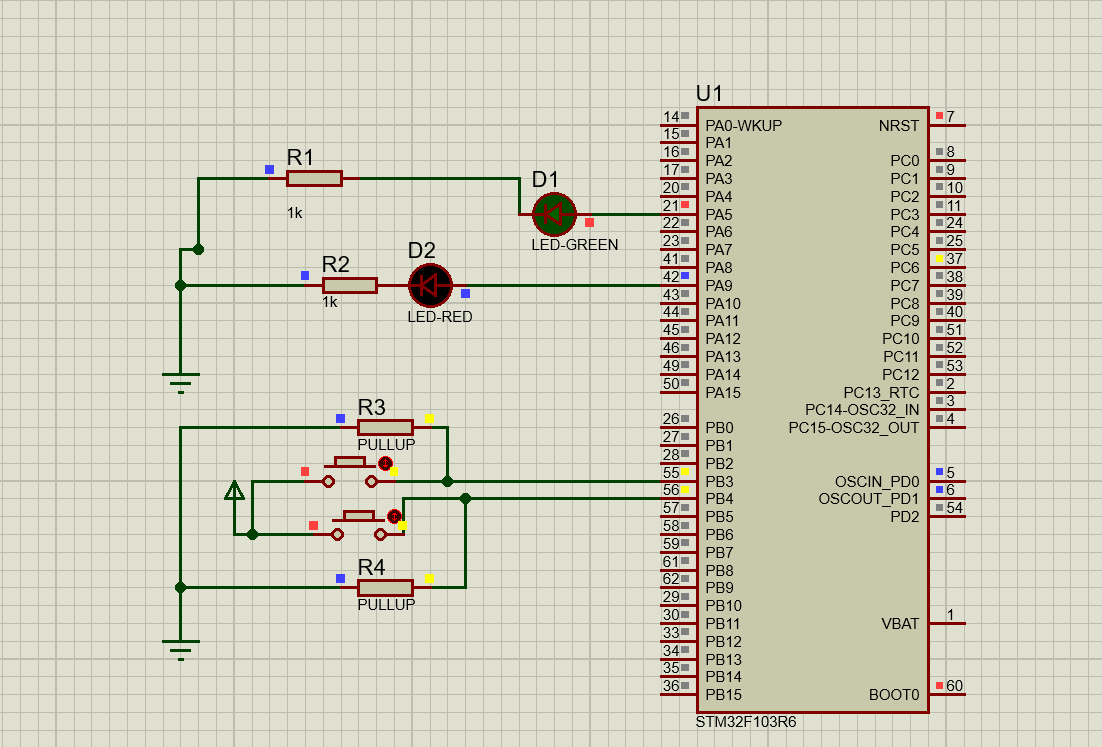 U1
14 PA0-WKUP NRST 7
15 PA1
16 PA2 PC0 8
17 PA3 PC1 9
20 PA4 PC2 10
21 PA5 PC3 11
22 PA6 PC4 24
23 PA7 PC5 25
41 PA8 PC6 37
42 PA9 PC7 38
43 PA10 PC8 39
44 PA11 PC9 40
45 PA12 PC10 51
46 PA13 PC11 52
49 PA14 PC12 53
50 PA15 PC13_RTC 2
PC14-OSC32_IN 3
26 PB0 PC15-OSC32_OUT 4
27 PB1
28 PB2
55 PB3 OSCIN_PD0 5
56 PB4 OSCOUT_PD1 6
57 PB5 PD2 54
58 PB6
59 PB7
61 PB8
62 PB9
29 PB10
30 PB11 VBAT 1
33 PB12
34 PB13
35 PB14
36 PB15 BOOT0 60
STM32F103R6
R1
1k
D1
LED-GREEN
R2
1k
D2
LED-RED
R3
PULLUP
R4
PULLUP